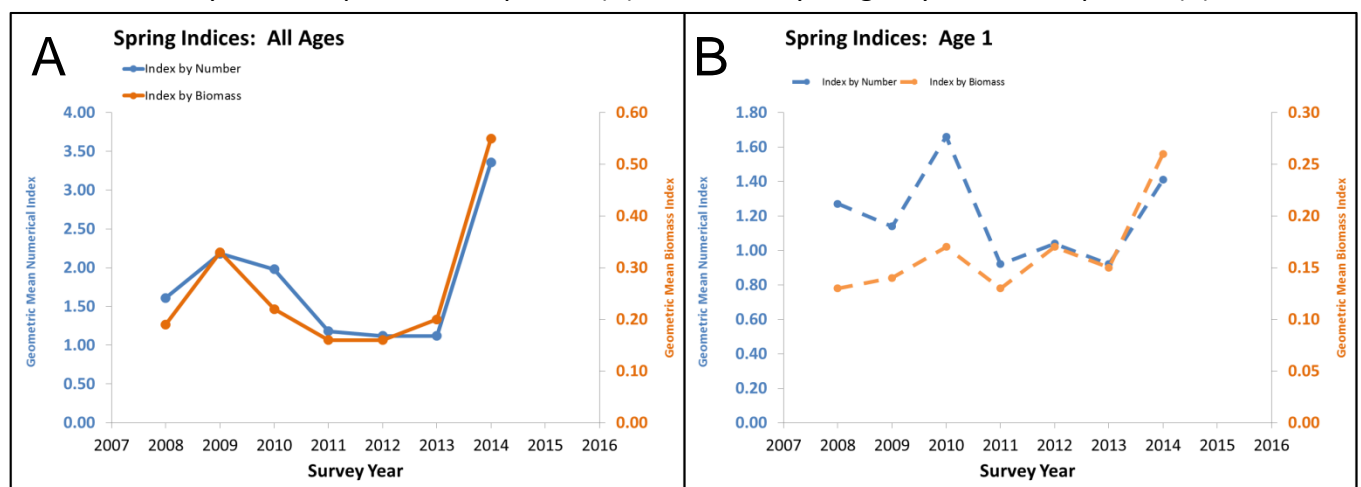 A
Spring Indices: All Ages
Index by Number
Index by Biomass
4.00
3.50
3.00
2.50
2.00
1.50
1.00
0.50
0.00
Geometric Mean Numerical Index
0.60
0.50
0.40
0.30
0.20
0.10
0.00
Geometric Mean Biomass Index
2007 2008 2009 2010 2011 2012 2013 2014 2015 2016
Survey Year
B
Spring Indices: Age 1
Index by Number Index by Biomass
1.80
1.60
1.40
1.20
1.00
0.80
0.60
0.40
0.20
0.00
Geometric Mean Numerical Index
0.30
0.25
0.20
0.15
0.10
0.05
0.00
Geometric Mean Biomass Index
2007 2008 2009 2010 2011 2012 2013 2014 2015 2016
Survey Year